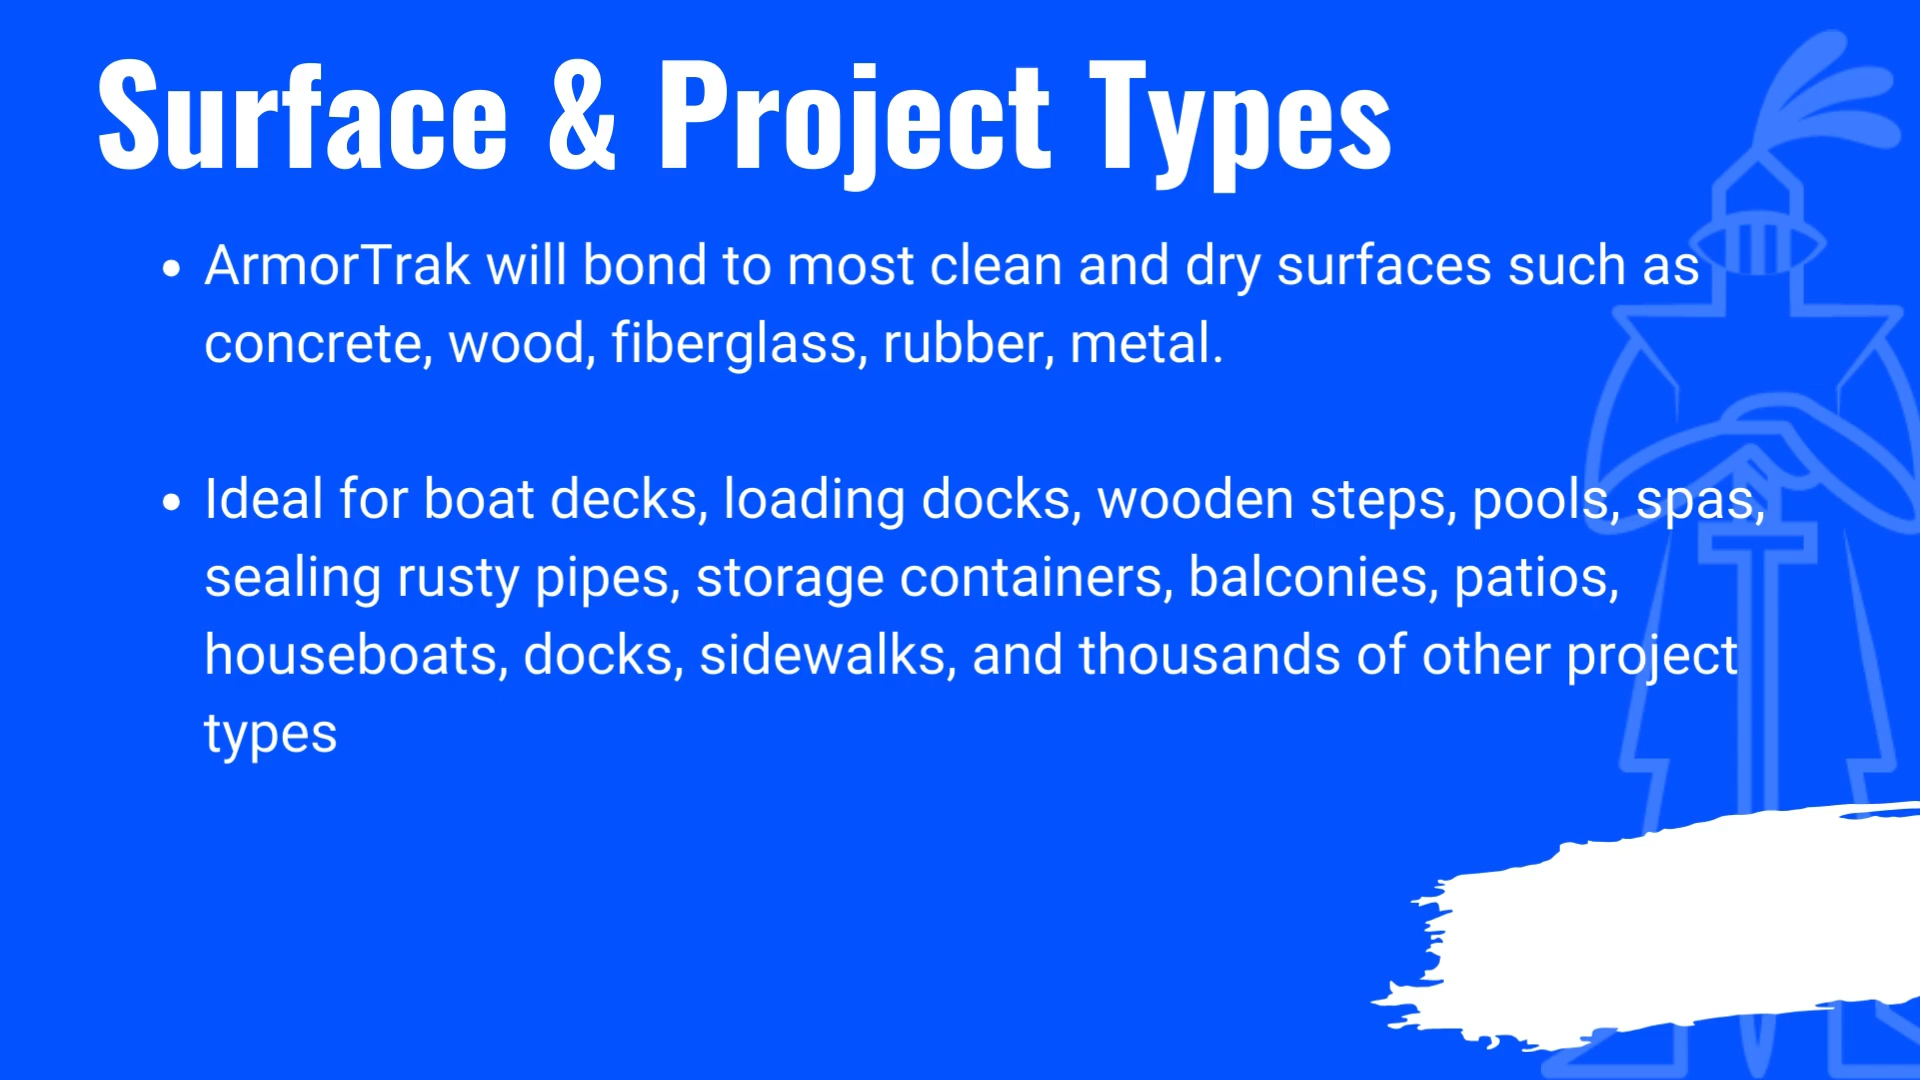 Surface & Project Types
• ArmorTrak will bond to most clean and dry surfaces such as
concrete, wood, fiberglass, rubber, metal.
• Ideal for boat decks, loading docks, wooden steps, pools, spas,
sealing rusty pipes, storage containers, balconies, patios,
houseboats, docks, sidewalks, and thousands of other project
types